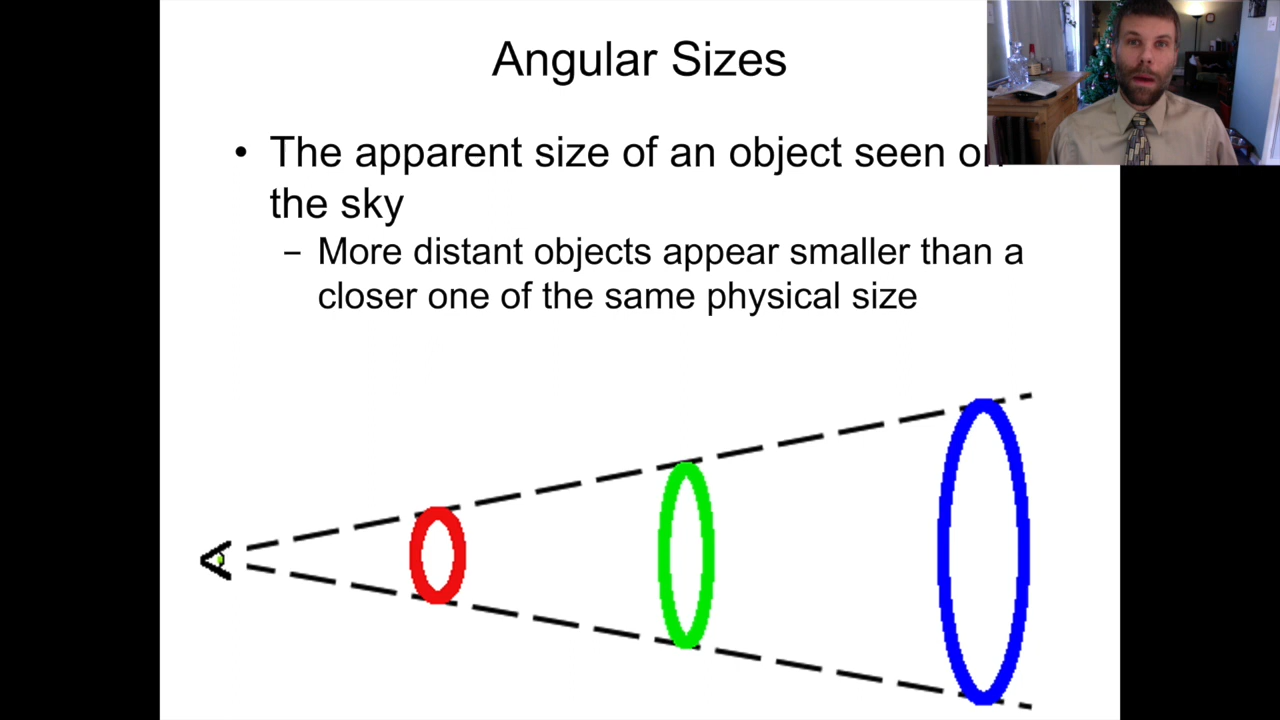 Angular Sizes
• The apparent size of an object seen on
the sky
– More distant objects appear smaller than a
closer one of the same physical size